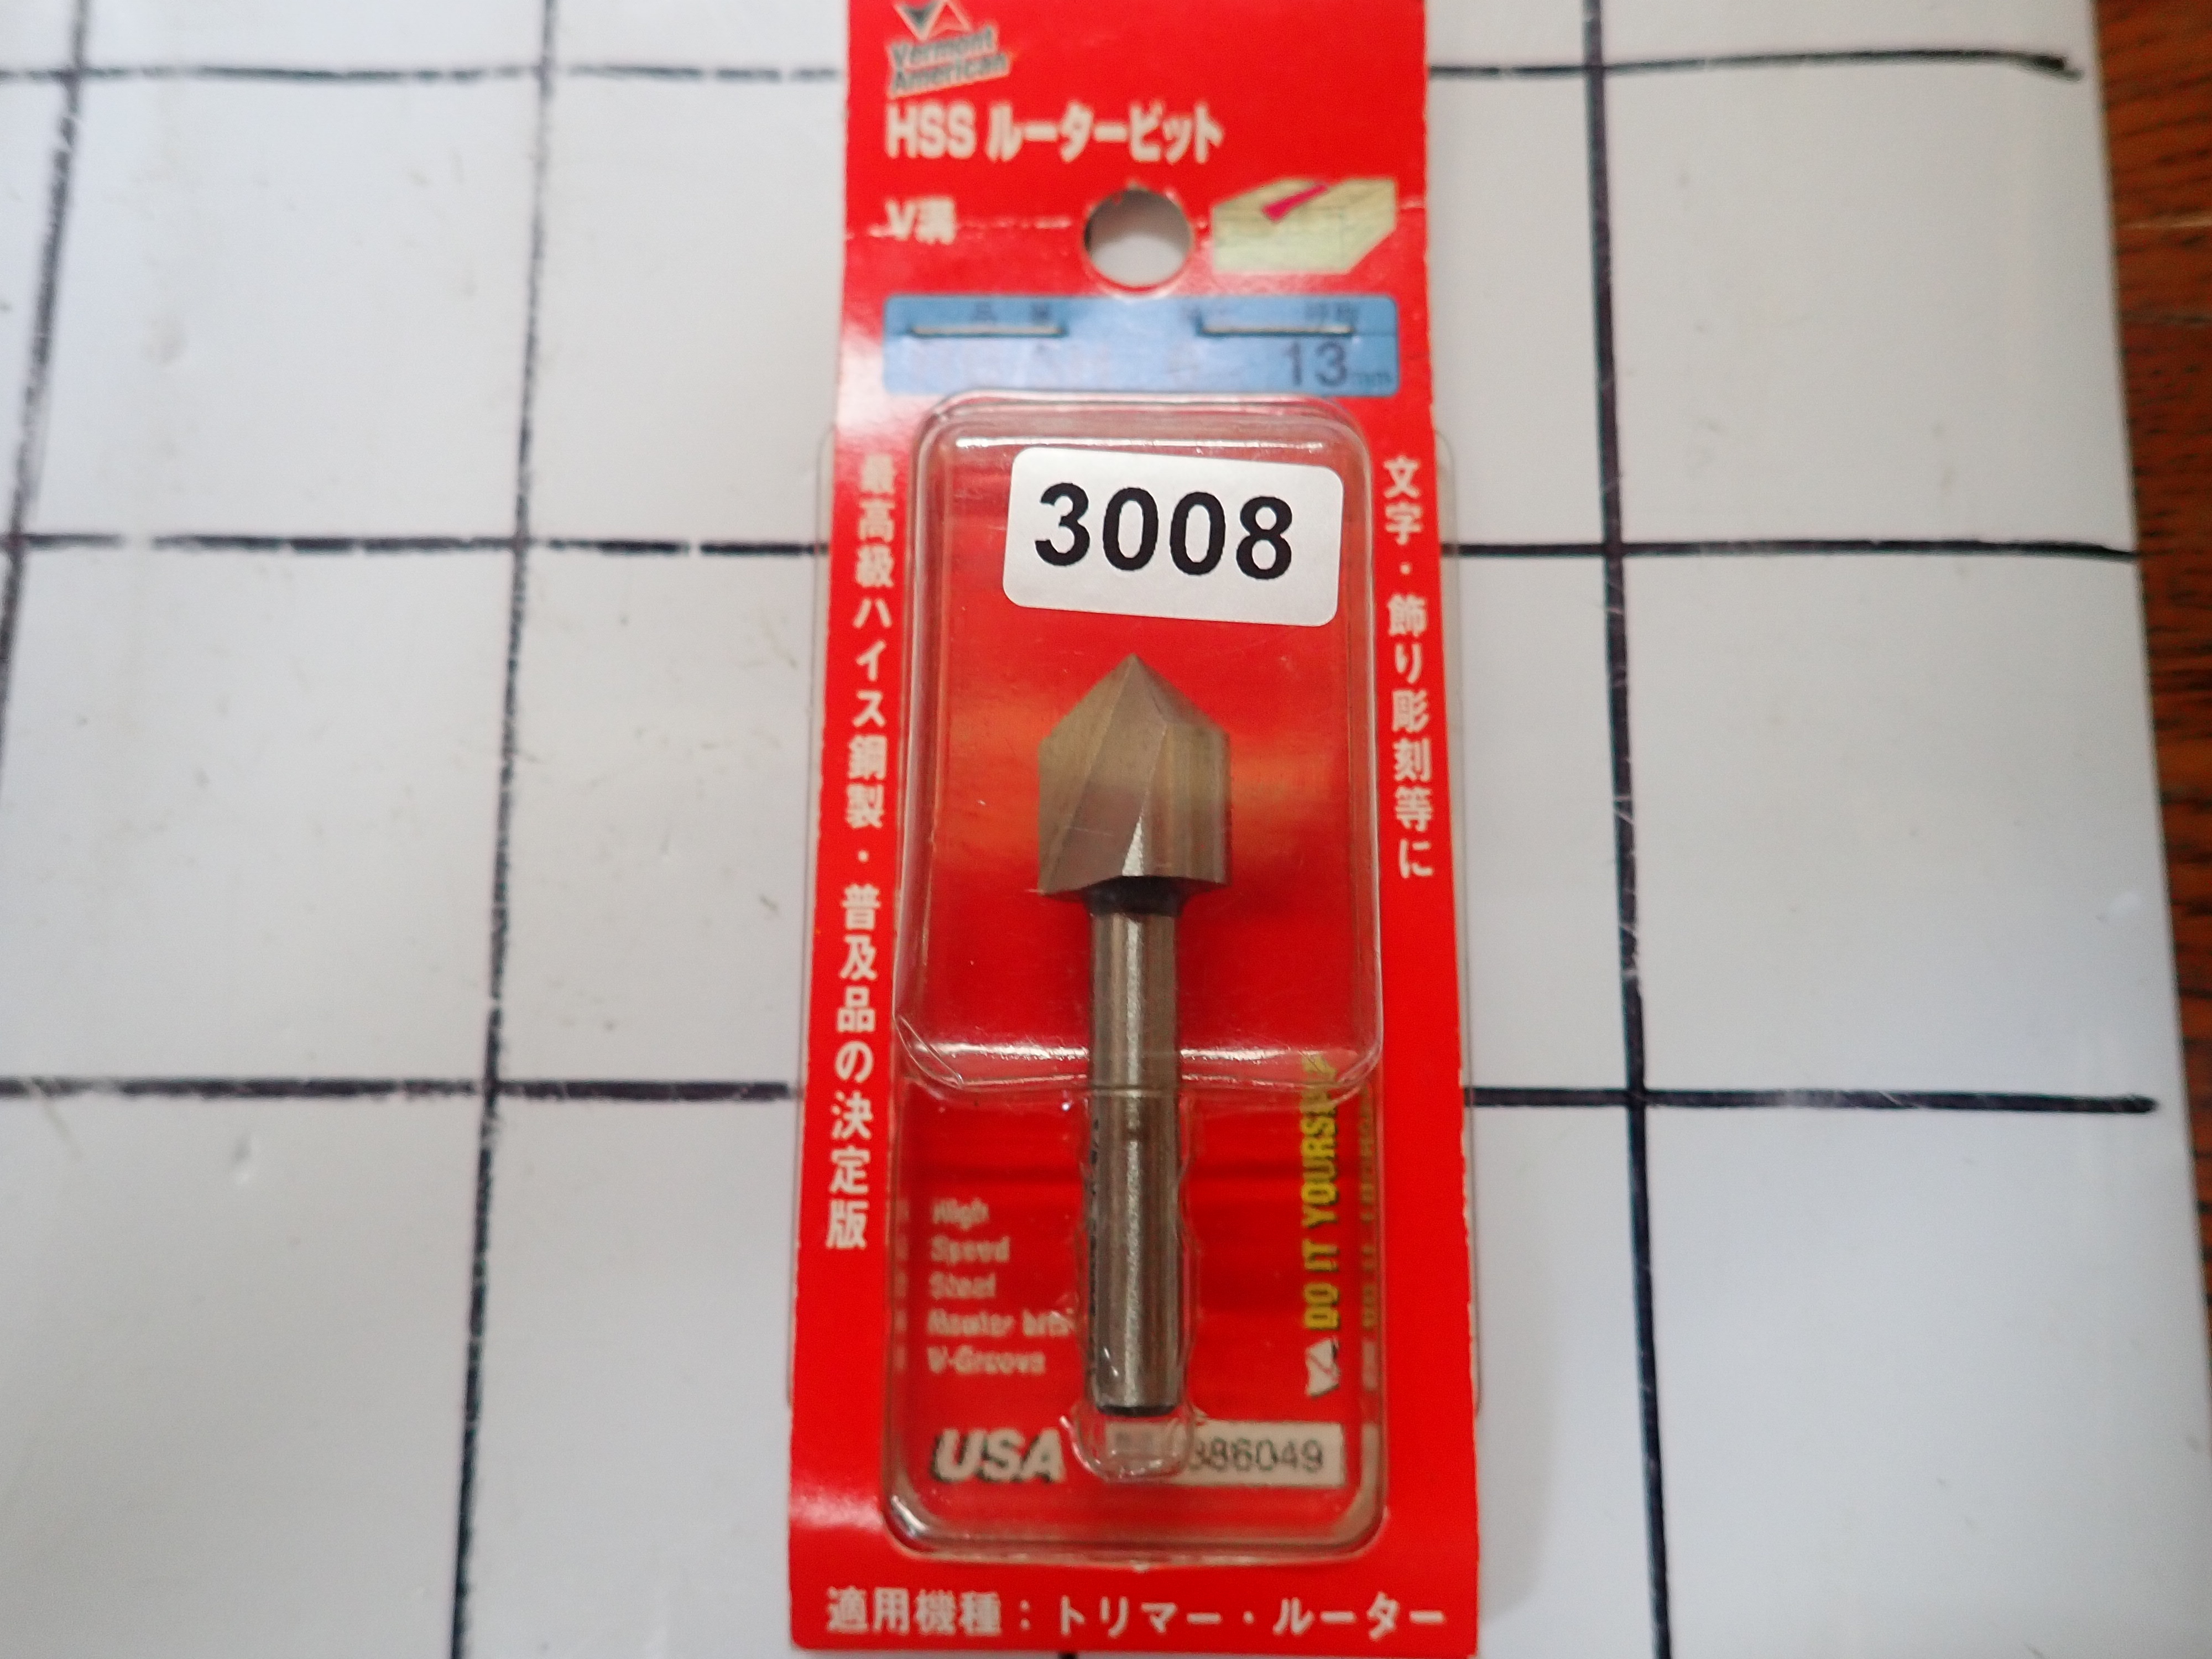 Vermont
American
HSS ルータービット
V溝
品 番
13mm
3008
最高級ハイス鋼製・普及品の決定版
文字・飾り彫刻等に
High
Speed
Steel
Router bits
V-Groove
DO IT YOURSELF
USA
886049
適用機種：トリマー・ルーター